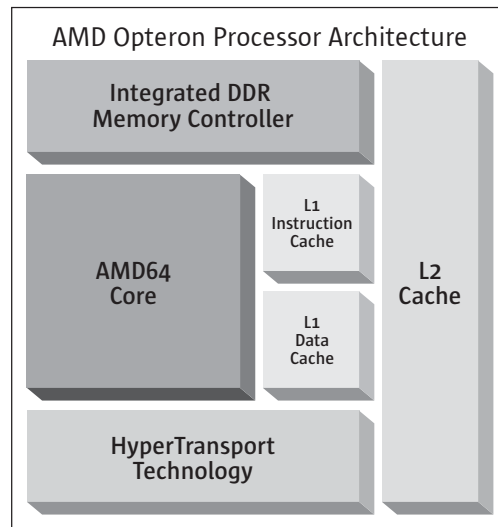 AMD Opteron Processor Architecture
Integrated DDR
Memory Controller
AMD64
Core
L1
Instruction
Cache
L1
Data
Cache
L2
Cache
HyperTransport
Technology